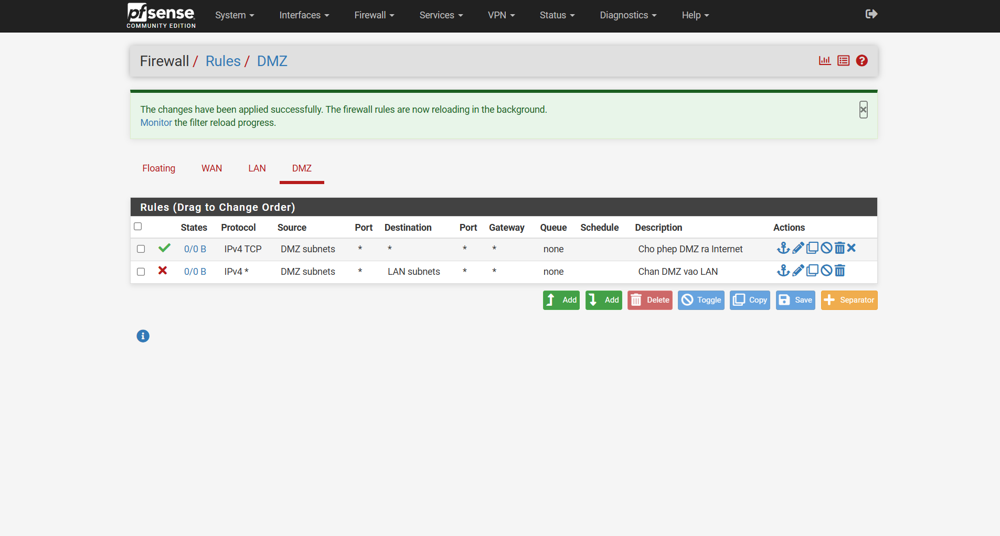 pfsense
COMMUNITY EDITION
System Interfaces Firewall Services VPN Status Diagnostics Help
Firewall / Rules / DMZ
The changes have been applied successfully. The firewall rules are now reloading in the background.
Monitor the filter reload progress.
Floating WAN LAN DMZ
Rules (Drag to Change Order)
States Protocol Source Port Destination Port Gateway Queue Schedule Description Actions
0/0 B IPv4 TCP DMZ subnets * * * * none Cho phep DMZ ra Internet
0/0 B IPv4 * DMZ subnets * LAN subnets * * none Chan DMZ vao LAN
Add Add Delete Toggle Copy Save Separator